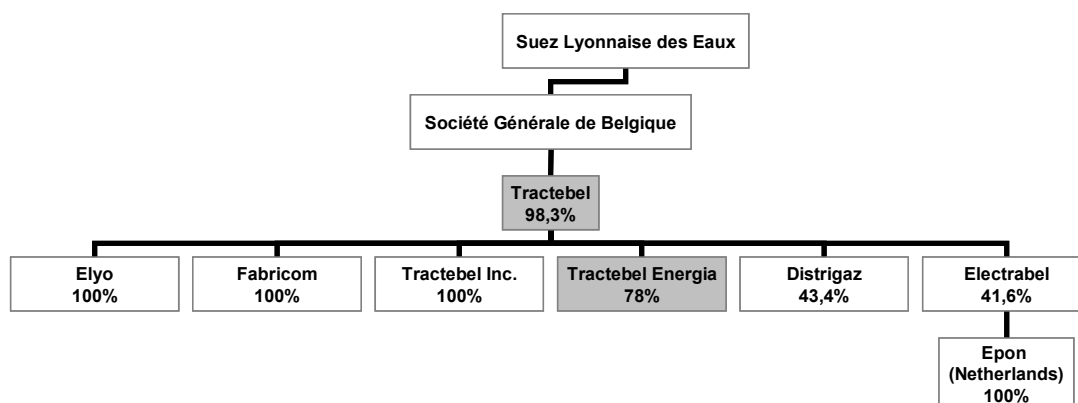 Suez Lyonnaise des Eaux
Société Générale de Belgique
Tractebel
98,3%
Elyo
100%
Fabricom
100%
Tractebel Inc.
100%
Tractebel Energia
78%
Distrigaz
43,4%
Electrabel
41,6%
Epon
(Netherlands)
100%